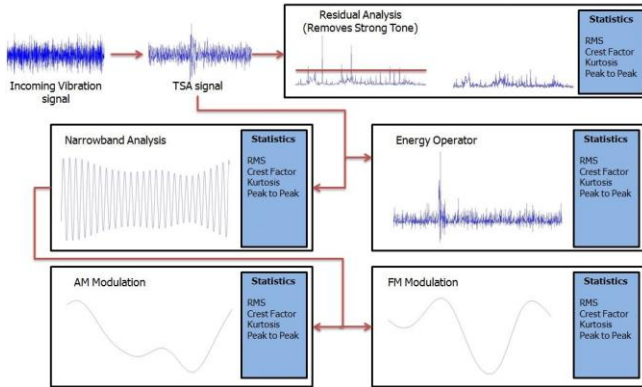 Residual Analysis
(Removes Strong Tone)
Statistics
RMS
Crest Factor
Kurtosis
Peak to Peak
Incoming Vibration
signal
TSA signal
Narrowband Analysis
Statistics
RMS
Crest Factor
Kurtosis
Peak to Peak
Energy Operator
Statistics
RMS
Crest Factor
Kurtosis
Peak to Peak
AM Modulation
Statistics
RMS
Crest Factor
Kurtosis
Peak to Peak
FM Modulation
Statistics
RMS
Crest Factor
Kurtosis
Peak to Peak